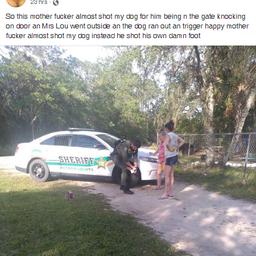 23 hrs ·
So this mother fucker almost shot my dog for him being n the gate knocking
on door an Mrs Lou went outside an the dog ran out an trigger happy mother
fucker almost shot my dog instead he shot his own damn foot
SHERIFF